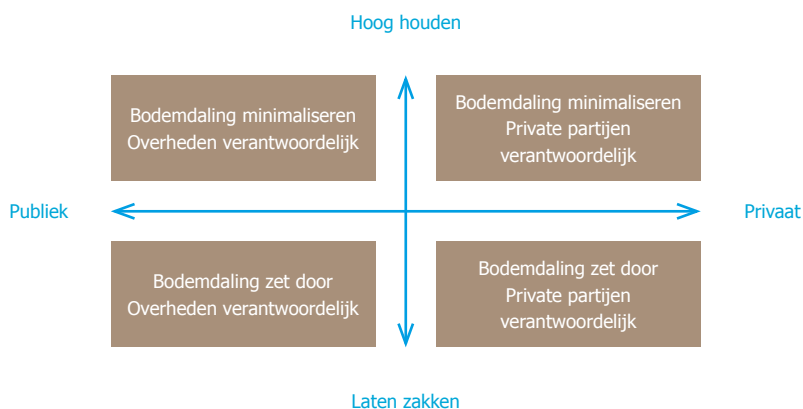 Hoog houden
Bodemdaling minimaliseren
Overheden verantwoordelijk
Bodemdaling minimaliseren
Private partijen
verantwoordelijk
Publiek
Privaat
Bodemdaling zet door
Overheden verantwoordelijk
Bodemdaling zet door
Private partijen
verantwoordelijk
Laten zakken